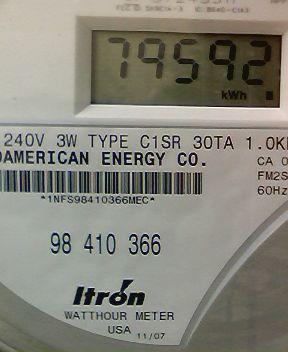 79592
kWh
240V 3W TYPE C1SR 30TA 1.0K
AMERICAN ENERGY CO.
CA 0
FM2S
60Hz
*1NFS98410366MEC*
98 410 366
Itron
WATTHOUR METER
USA 11/07